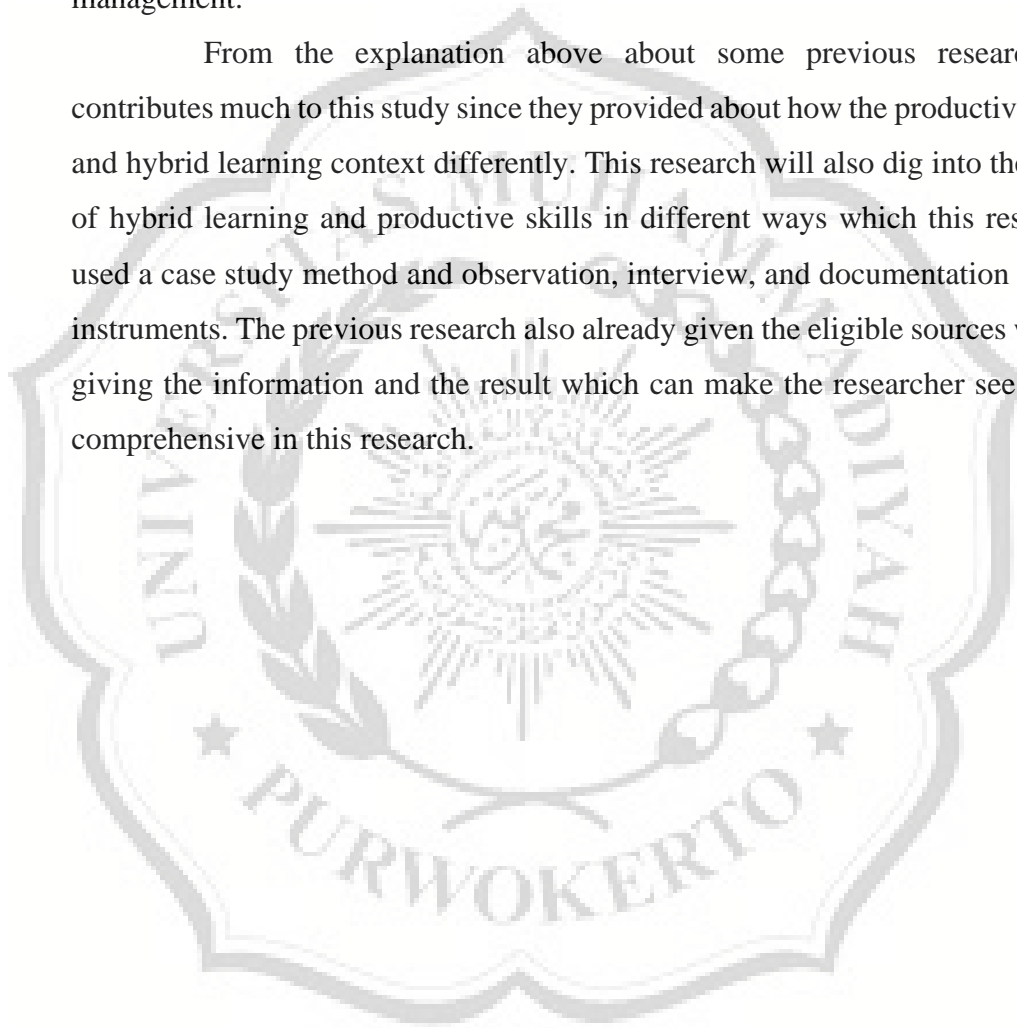 management.
From the explanation above about some previous resear
contributes much to this study since they provided about how the productiv
and hybrid learning context differently. This research will also dig into the
of hybrid learning and productive skills in different ways which this res
used a case study method and observation, interview, and documentation
instruments. The previous research also already given the eligible sources
giving the information and the result which can make the researcher see
comprehensive in this research.
UNIVERSITAS MUHAMMADIYAH
PURWOKERTO